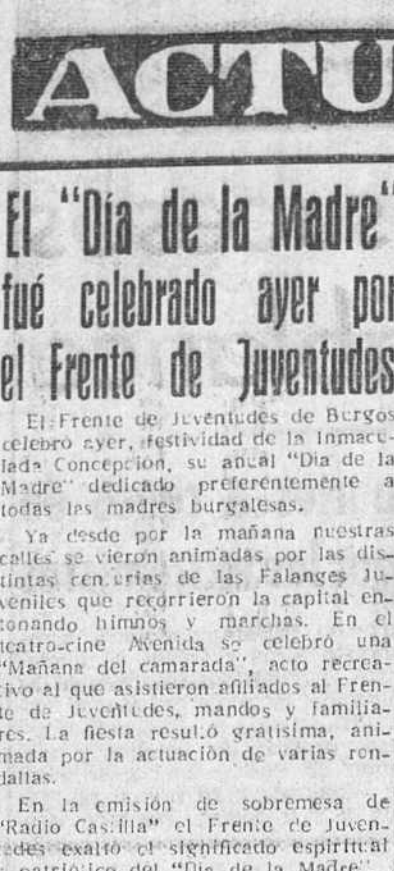 ACTU
El "Día de la Madre"
fué celebrado ayer por
el Frente de Juventudes
El Frente de Juventudes de Burgos
celebró ayer, festividad de la Inmacu-
lada Concepción, su anual "Día de la
Madre" dedicado preferentemente a
todas las madres burgalesas.
Ya desde por la mañana nuestras
calles se vieron animadas por las dis-
tintas centurias de las Falanges Ju-
veniles que recorrieron la capital en-
tonando himnos y marchas. En el
teatro-cine Avenida se celebró una
"Mañana del camarada", acto recrea-
tivo al que asistieron afiliados al Fren-
te de Juventudes, mandos y familia-
res. La fiesta resultó gratísima, ani-
mada por la actuación de varias ron-
dallas.
En la emisión de sobremesa de
"Radio Castilla" el Frente de Juven-
tudes exaltó el significado espiritual
y patriótico del "Día de la Madre".